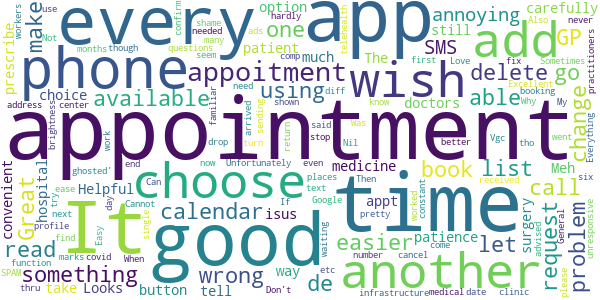 use workers confirm shame ads many hardly needed option SMS annoying carefully practitioners
prescribe Not months though questions seem comp telehealth Also never
every app add GP
make one patient still The much
phone wish delete Sometimes first Love fix Excellent booking
appoitment using able go
choice available doctors Why My
address center brightness familiar need arrived sending diff know shown return
appointment
change Everything
work ghosted' drop turn Unfortunately now even said stop Nil Was Vgc tho better went
hospital end medicine book list Meh
convenient Great Helpful day text If places Google Then pretty worked constant appt easier call six
choose time
It good
read calendar isus patience let request surgery problem
next try ease Can Cannot received General
profile find single Easy waiting come cancel advised unresponsive
something wrong way de another
function marks covid etc number
SPAM take Looks button tell infrastructure medical date clinic please
thru When Don't